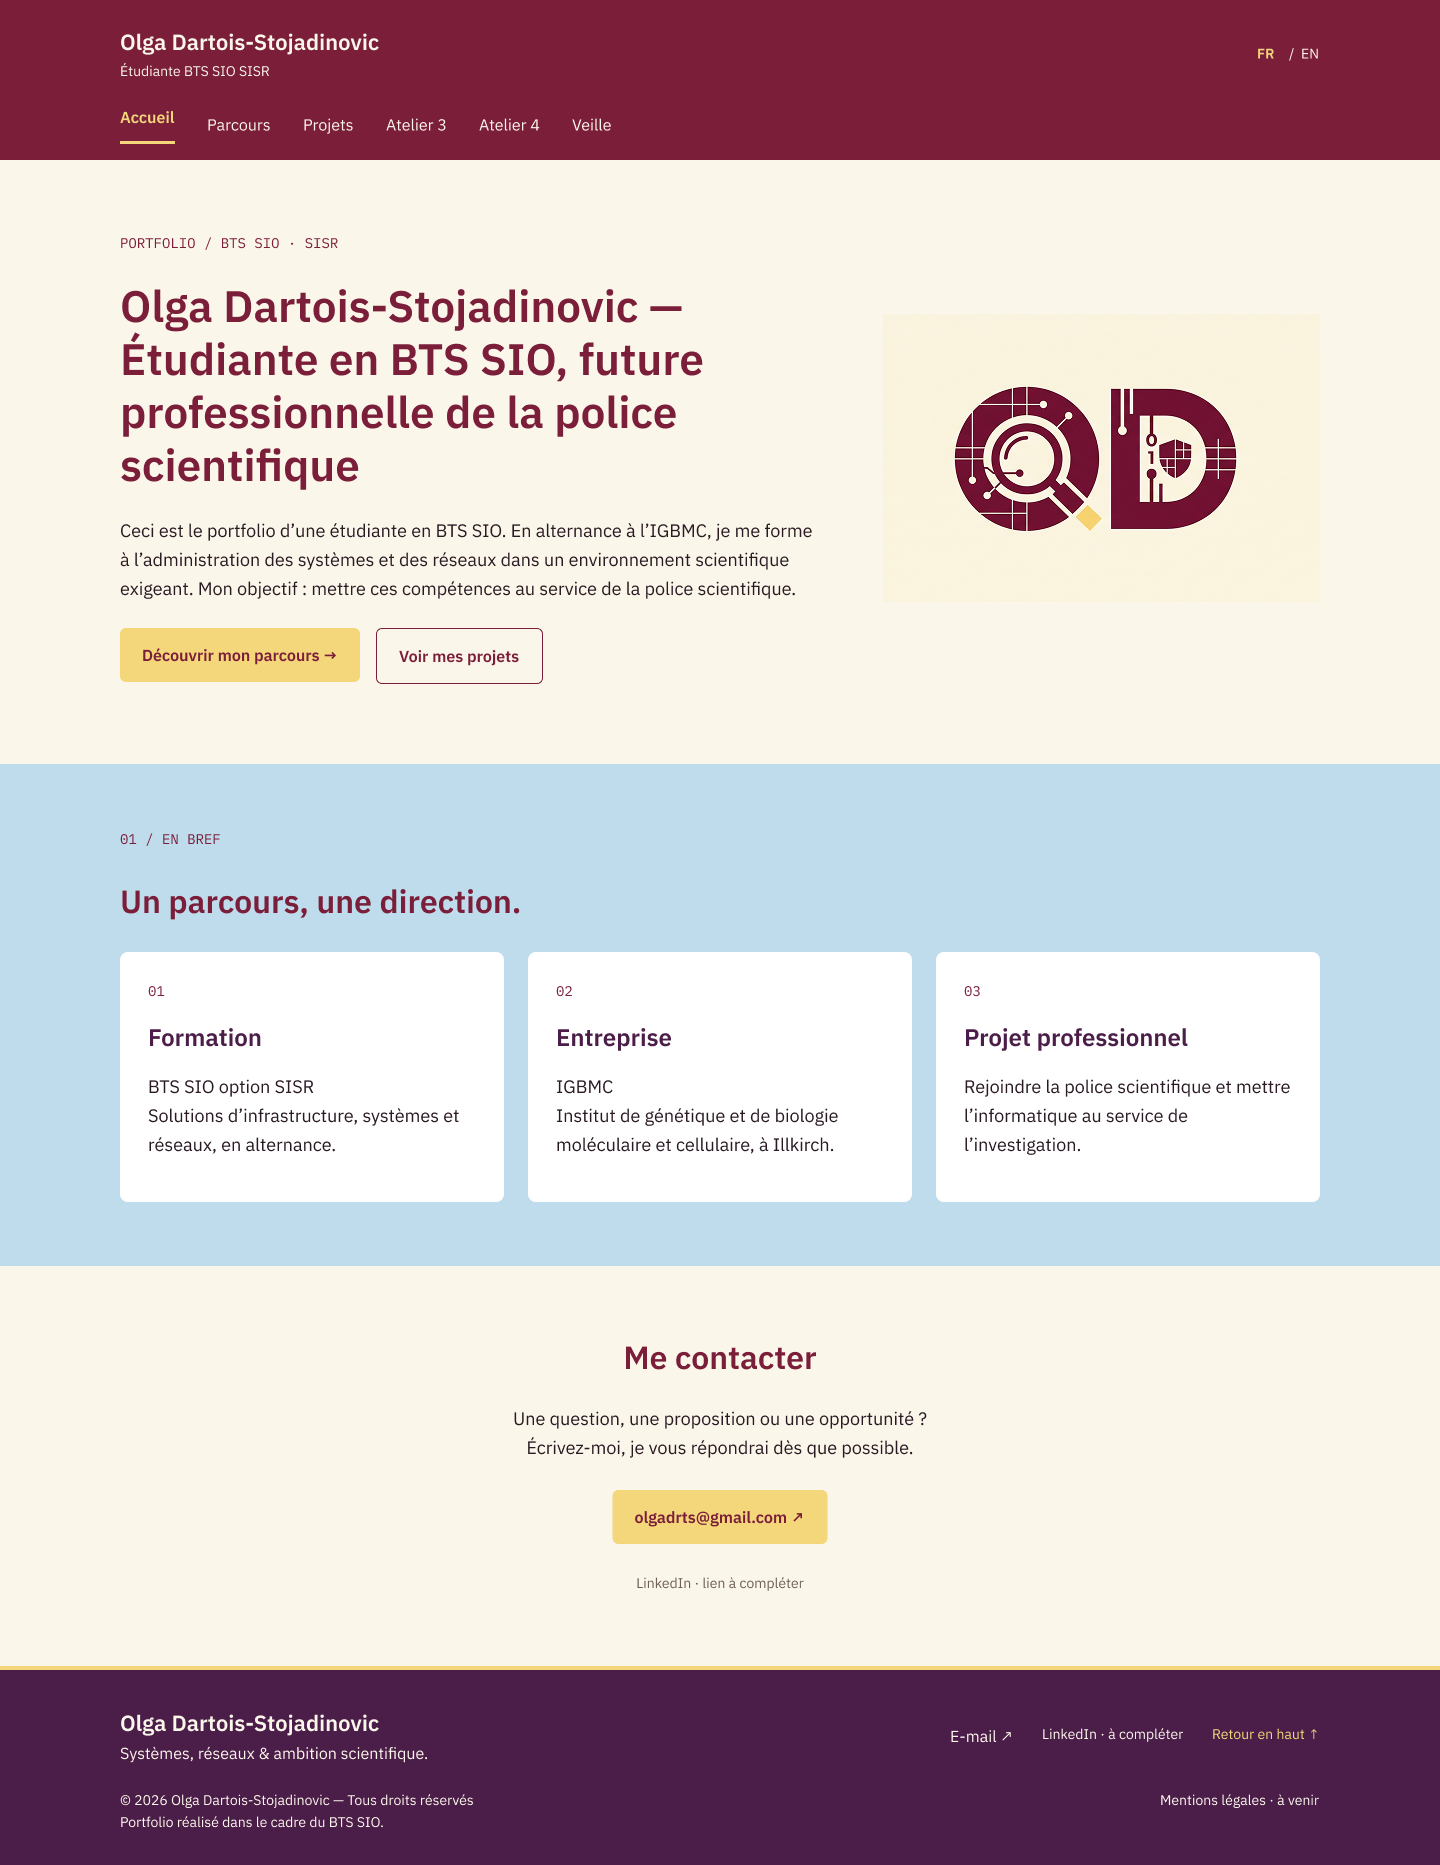 Olga Dartois-Stojadinovic
Étudiante BTS SIO SISR
FR / EN
Accueil Parcours Projets Atelier 3 Atelier 4 Veille
PORTFOLIO / BTS SIO · SISR
Olga Dartois-Stojadinovic —
Étudiante en BTS SIO, future
professionnelle de la police
scientifique
Ceci est le portfolio d’une étudiante en BTS SIO. En alternance à l’IGBMC, je me forme
à l’administration des systèmes et des réseaux dans un environnement scientifique
exigeant. Mon objectif : mettre ces compétences au service de la police scientifique.
Découvrir mon parcours →
Voir mes projets
OD
0
1
01 / EN BREF
Un parcours, une direction.
01
Formation
BTS SIO option SISR
Solutions d’infrastructure, systèmes et
réseaux, en alternance.
02
Entreprise
IGBMC
Institut de génétique et de biologie
moléculaire et cellulaire, à Illkirch.
03
Projet professionnel
Rejoindre la police scientifique et mettre
l’informatique au service de
l’investigation.
Me contacter
Une question, une proposition ou une opportunité ?
Écrivez-moi, je vous répondrai dès que possible.
olgadrts@gmail.com ↗
LinkedIn · lien à compléter
Olga Dartois-Stojadinovic
Systèmes, réseaux & ambition scientifique.
E-mail ↗ LinkedIn · à compléter Retour en haut ↑
© 2026 Olga Dartois-Stojadinovic — Tous droits réservés
Portfolio réalisé dans le cadre du BTS SIO.
Mentions légales · à venir